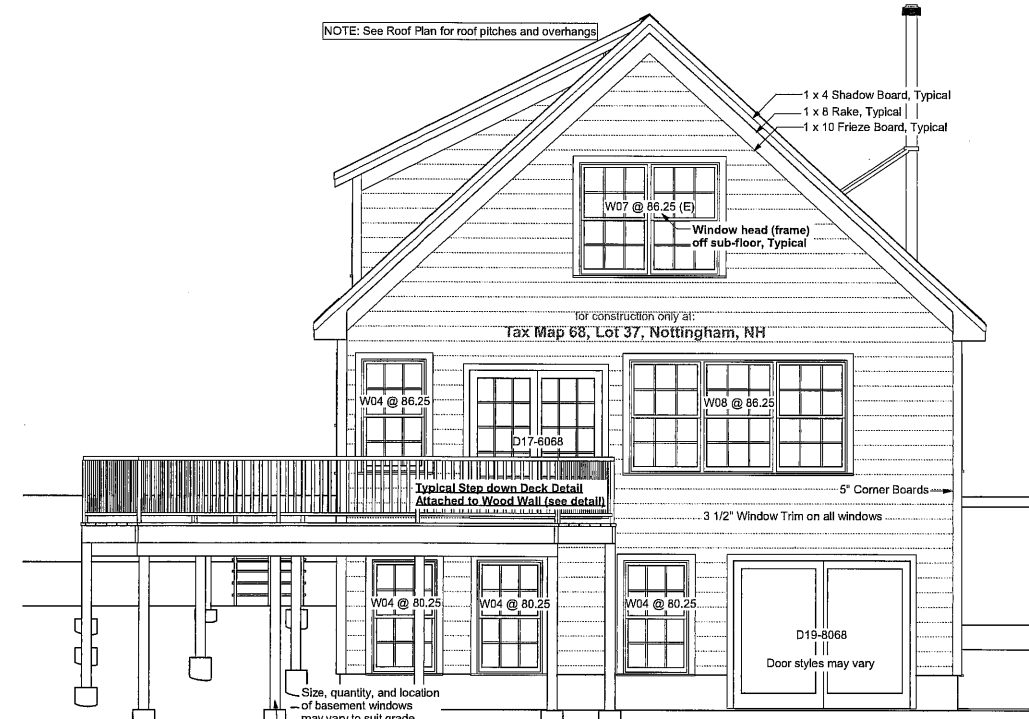 NOTE: See Roof Plan for roof pitches and overhangs
1 x 4 Shadow Board, Typical
1 x 8 Rake, Typical
1 x 10 Frieze Board, Typical
W07 @ 86.25 (E)
Window head (frame)
off sub-floor, Typical
for construction only at:
Tax Map 68, Lot 37, Nottingham, NH
W04 @ 86.25
W08 @ 86.25
D17-6068
Typical Step down Deck Detail
Attached to Wood Wall (see detail)
5" Corner Boards
3 1/2" Window Trim on all windows
W04 @ 80.25
W04 @ 80.25
W04 @ 80.25
D19-8068
Door styles may vary
Size, quantity, and location
of basement windows
may vary to suit grade